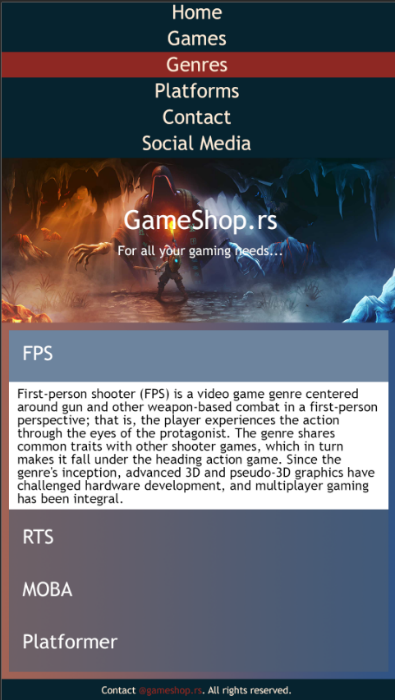 Home
Games
Genres
Platforms
Contact
Social Media
GameShop.rs
For all your gaming needs...
FPS
First-person shooter (FPS) is a video game genre centered
around gun and other weapon-based combat in a first-person
perspective; that is, the player experiences the action
through the eyes of the protagonist. The genre shares
common traits with other shooter games, which in turn
makes it fall under the heading action game. Since the
genre's inception, advanced 3D and pseudo-3D graphics have
challenged hardware development, and multiplayer gaming
has been integral.
RTS
MOBA
Platformer
Contact @gameshop.rs. All rights reserved.